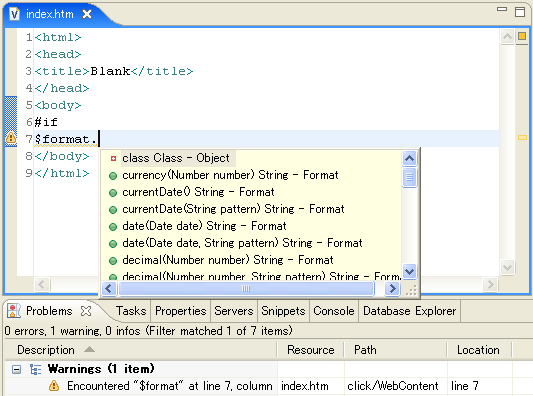 index.htm
1 <html>
2 <head>
3 <title>Blank</title>
4 </head>
5 <body>
6 #if
7 $format.
8 </body>
9 </html>
class Class - Object
currency(Number number) String - Format
currentDate() String - Format
currentDate(String pattern) String - Format
date(Date date) String - Format
date(Date date, String pattern) String - Format
decimal(Number number) String - Format
decimal(Number number, String pattern) String - Form
Problems Tasks Properties Servers Snippets Console Database Explorer
0 errors, 1 warning, 0 infos (Filter matched 1 of 7 items)
Description Resource Path Location
Warnings (1 item)
Encountered "$format" at line 7, column index.htm click/WebContent line 7